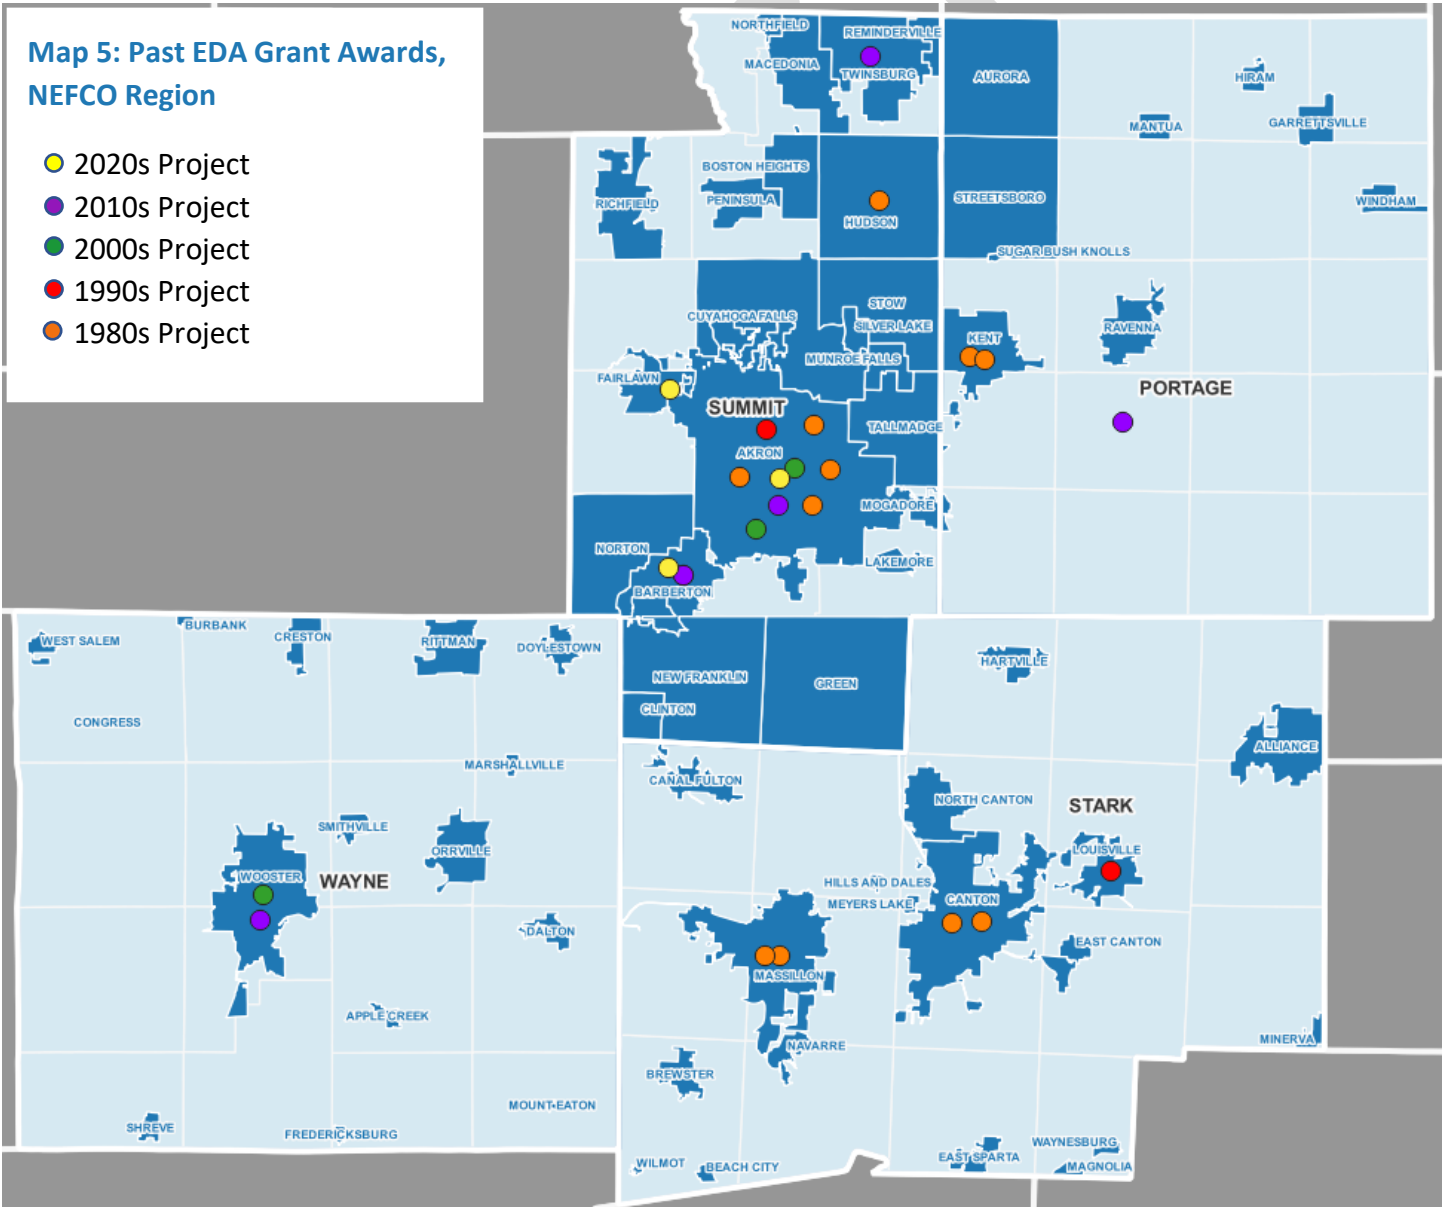 Map 5: Past EDA Grant Awards,
NEFCO Region
2020s Project
2010s Project
2000s Project
1990s Project
1980s Project
NORTHFIELD
REMINDERVILLE
MACEDONIA
TWINSBURG
AURORA
HIRAM
MANTUA
GARRETTSVILLE
BOSTON HEIGHTS
RICHFIELD
PENINSULA
HUDSON
STREETSBORO
WINDHAM
SUGAR BUSH KNOLLS
CUYAHOGA FALLS
STOW
SILVER LAKE
MUNROE FALLS
KENT
RAVENNA
FAIRLAWN
SUMMIT
PORTAGE
TALLMADGE
AKRON
MOGADORE
NORTON
LAKEMORE
BARBERTON
WEST SALEM
BURBANK
CRESTON
RITTMAN
DOYLESTOWN
NEW FRANKLIN
GREEN
HARTVILLE
CLINTON
CONGRESS
ALLIANCE
MARSHALLVILLE
CANAL FULTON
NORTH CANTON
STARK
SMITHVILLE
ORRVILLE
LOUISVILLE
WOOSTER
WAYNE
HILLS AND DALES
MEYERS LAKE
CANTON
DALTON
EAST CANTON
MASSILLON
APPLE CREEK
NAVARRE
MINERVA
BREWSTER
MOUNT EATON
SHREVE
FREDERICKSBURG
WAYNESBURG
WILMOT
BEACH CITY
EAST SPARTA
MAGNOLIA